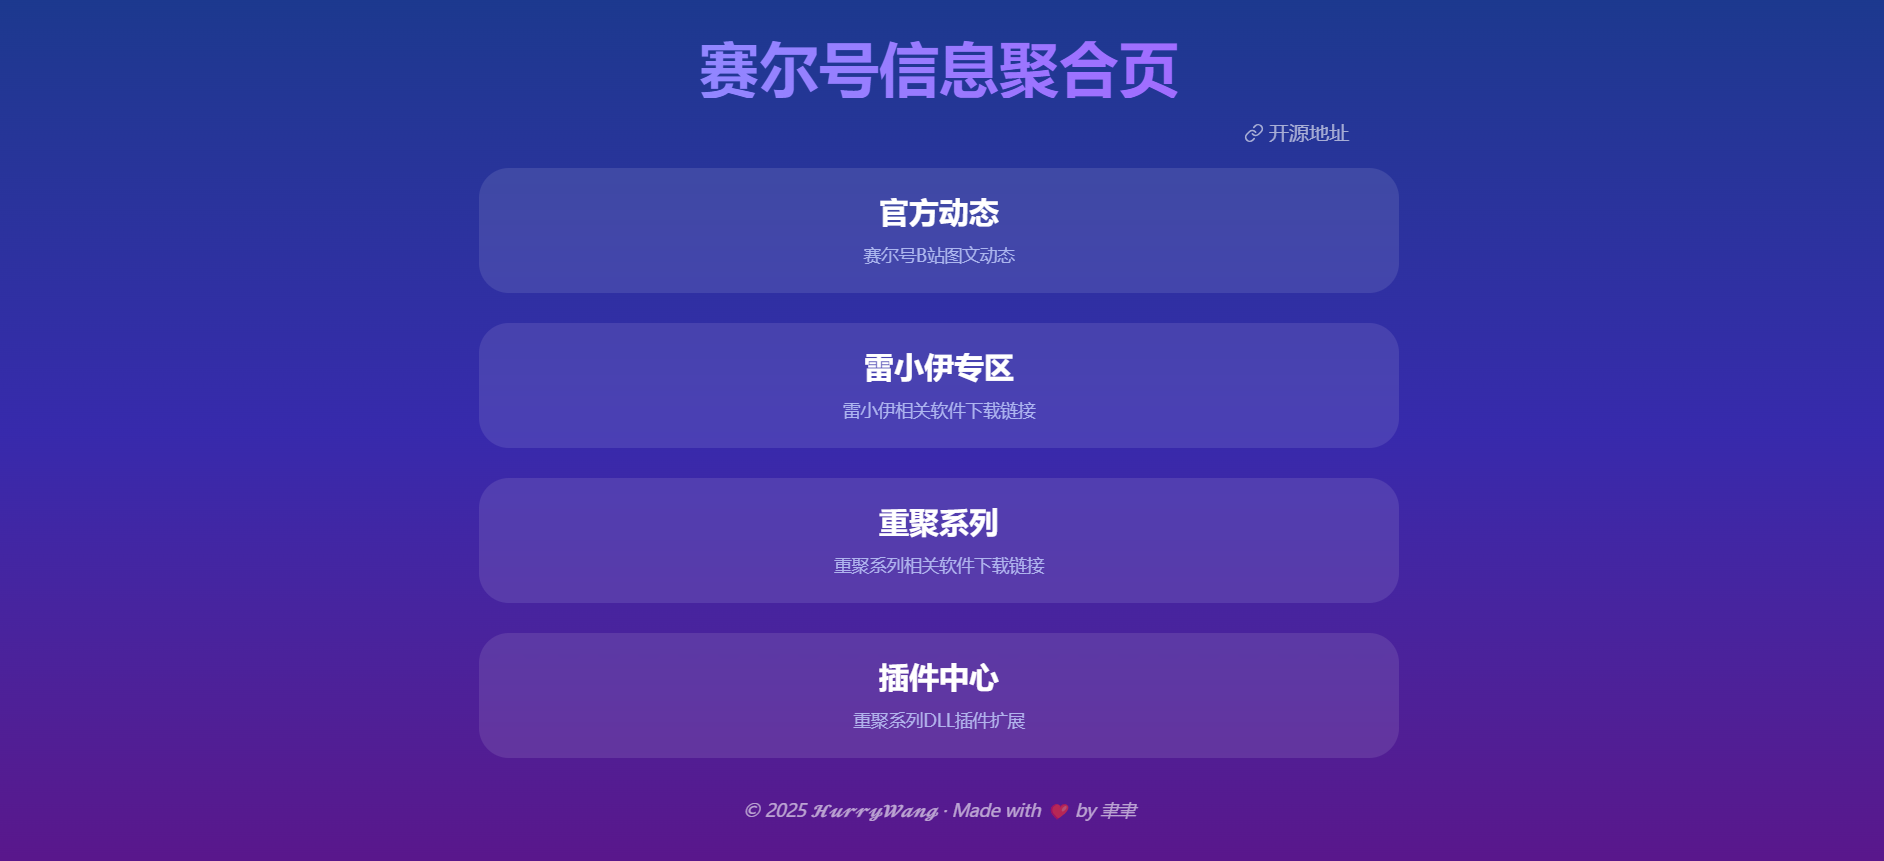 赛尔号信息聚合页
开源地址
官方动态
赛尔号B站图文动态
雷小伊专区
雷小伊相关软件下载链接
重聚系列
重聚系列相关软件下载链接
插件中心
重聚系列DLL插件扩展
© 2025 𝓗𝓾𝓻𝓻𝔂𝓦𝓪𝓷𝓰 · Made with ❤️ by 聿聿